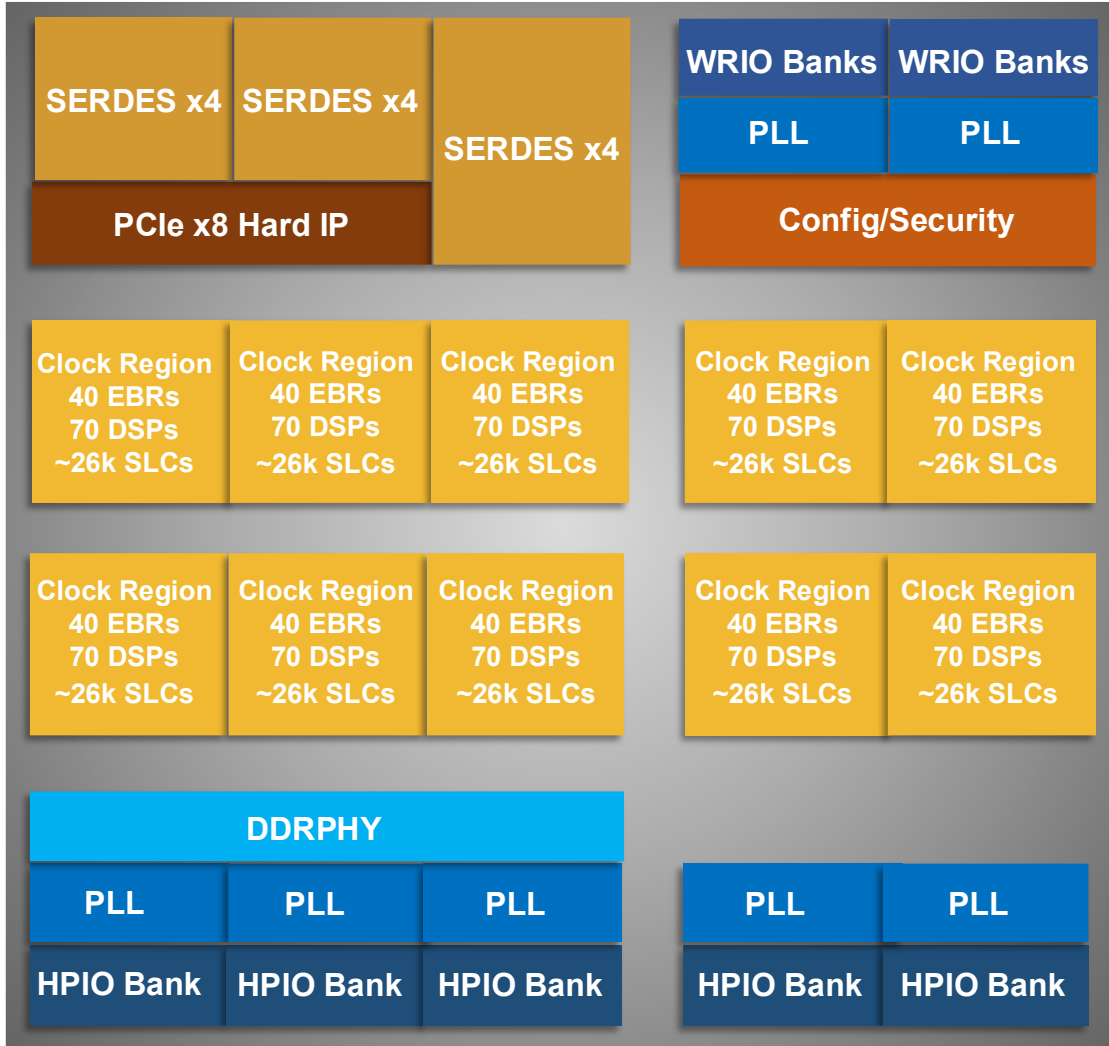 SERDES x4
SERDES x4
SERDES x4
PCIe x8 Hard IP
WRIO Banks
WRIO Banks
PLL
PLL
Config/Security
Clock Region
40 EBRs
70 DSPs
~26k SLCs
Clock Region
40 EBRs
70 DSPs
~26k SLCs
Clock Region
40 EBRs
70 DSPs
~26k SLCs
Clock Region
40 EBRs
70 DSPs
~26k SLCs
Clock Region
40 EBRs
70 DSPs
~26k SLCs
Clock Region
40 EBRs
70 DSPs
~26k SLCs
Clock Region
40 EBRs
70 DSPs
~26k SLCs
Clock Region
40 EBRs
70 DSPs
~26k SLCs
Clock Region
40 EBRs
70 DSPs
~26k SLCs
Clock Region
40 EBRs
70 DSPs
~26k SLCs
DDRPHY
PLL
PLL
PLL
HPIO Bank
HPIO Bank
HPIO Bank
PLL
PLL
HPIO Bank
HPIO Bank